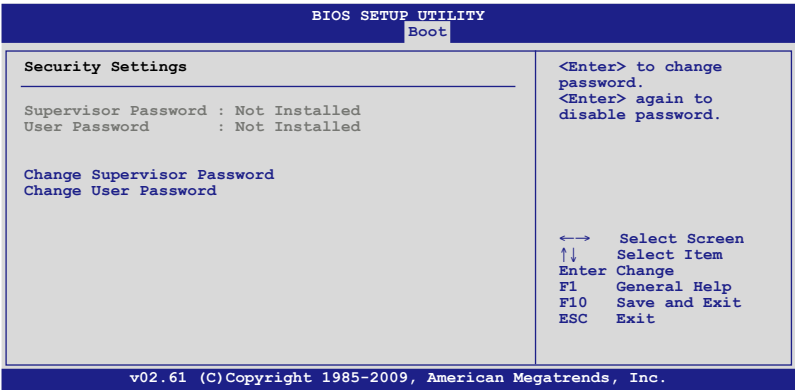 BIOS SETUP UTILITY
Boot
Security Settings
Supervisor Password : Not Installed
User Password : Not Installed
Change Supervisor Password
Change User Password
<Enter> to change
password.
<Enter> again to
disable password.
←→ Select Screen
↑↓ Select Item
Enter Change
F1 General Help
F10 Save and Exit
ESC Exit
v02.61 (C)Copyright 1985-2009, American Megatrends, Inc.